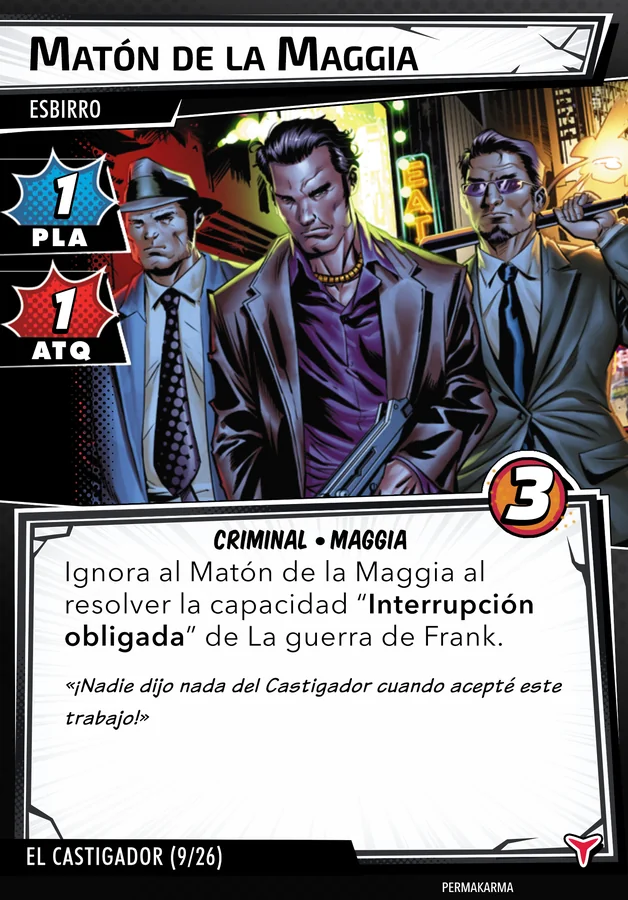 Matón de la Maggia
ESBIRRO
1
PLA
1
ATQ
EAT
3
CRIMINAL • MAGGIA
Ignora al Matón de la Maggia al
resolver la capacidad “Interrupción
obligada” de La guerra de Frank.
«¡Nadie dijo nada del Castigador cuando acepté este
trabajo!»
EL CASTIGADOR (9/26)
PERMAKARMA